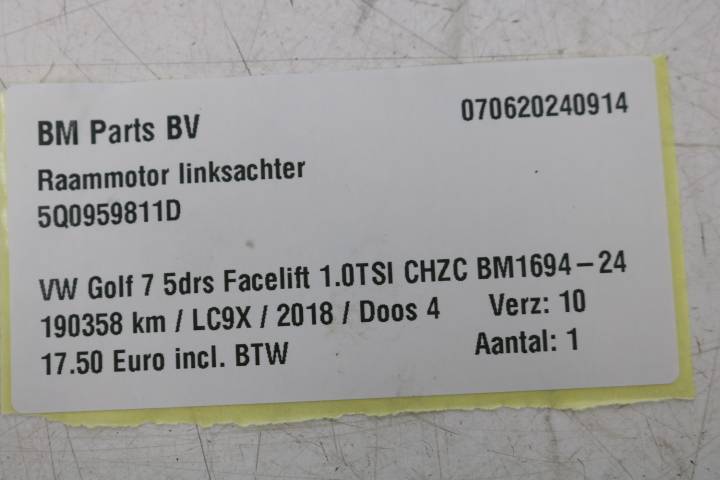 BM Parts BV 070620240914
Raammotor linksachter
5Q0959811D
VW Golf 7 5drs Facelift 1.0TSI CHZC BM1694-24
190358 km / LC9X / 2018 / Doos 4 Verz: 10
17.50 Euro incl. BTW Aantal: 1